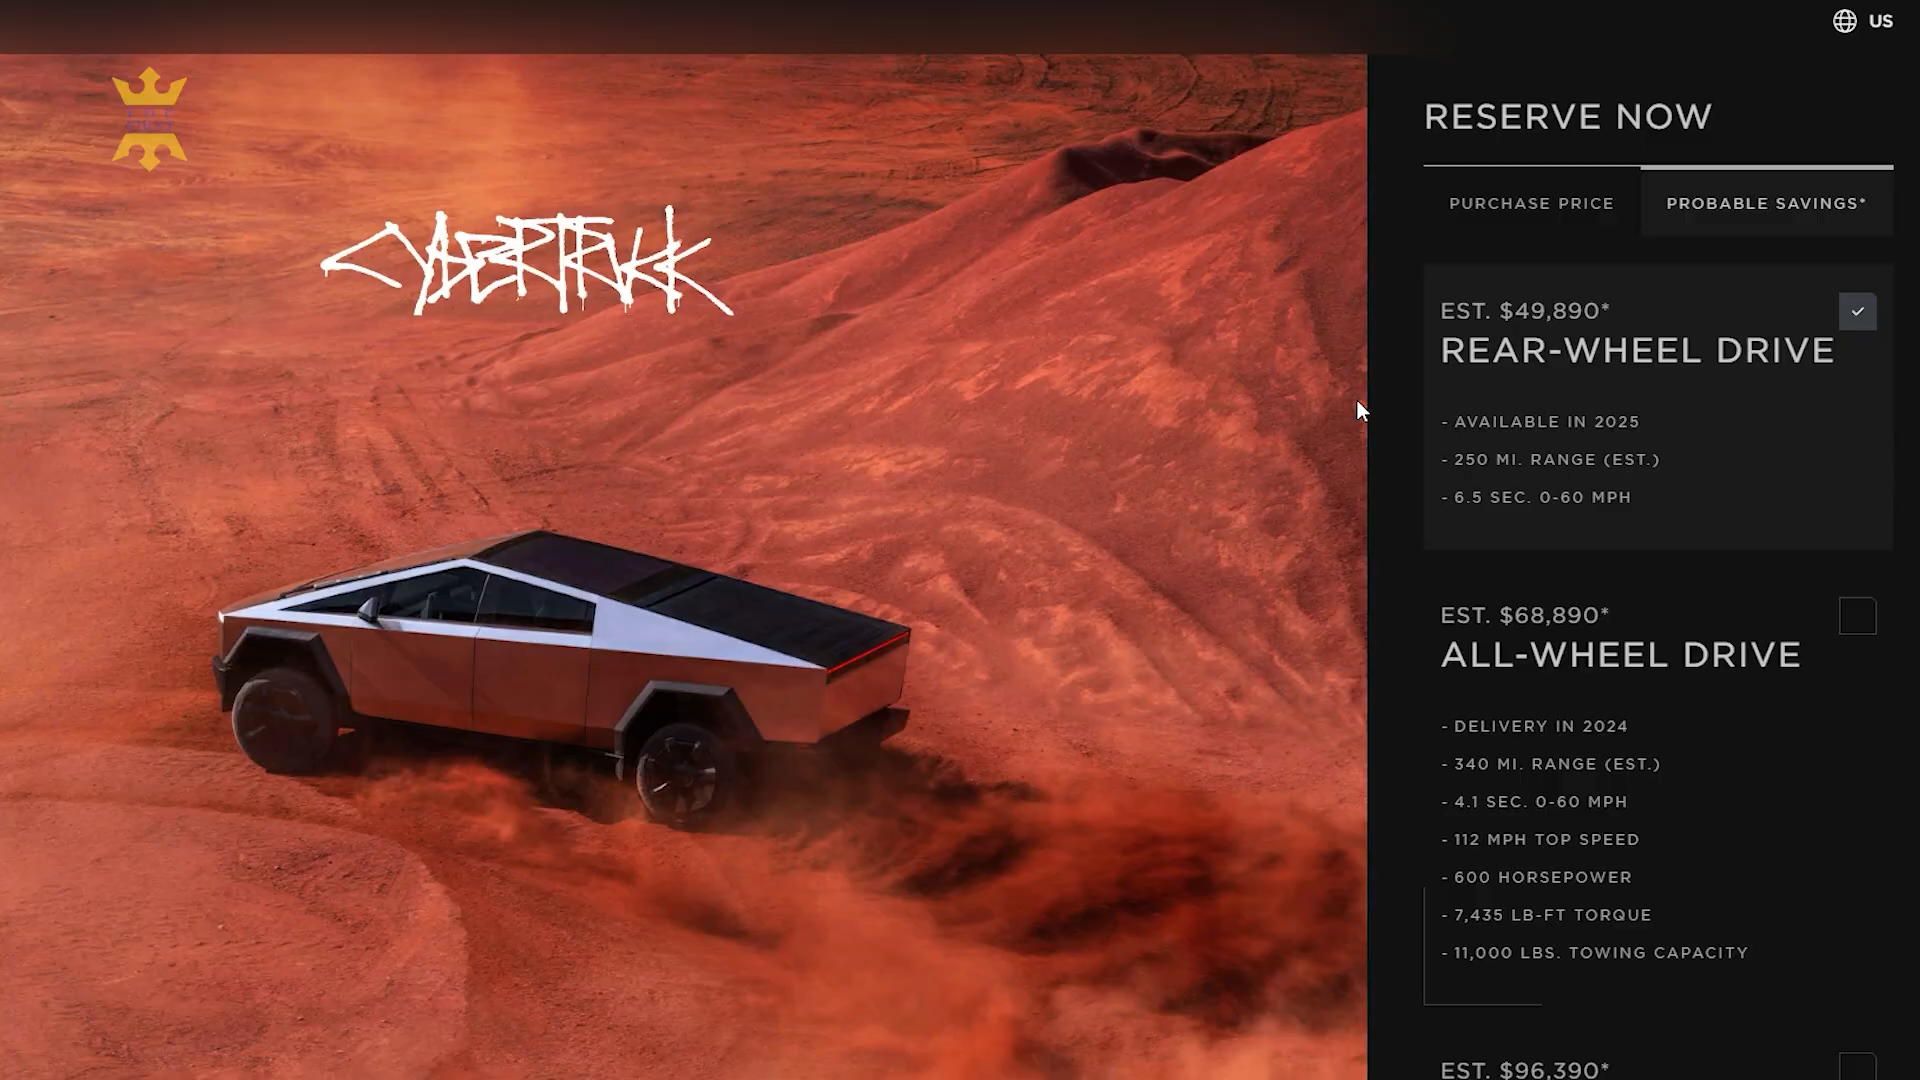 US
CYBERTRUCK
RESERVE NOW
PURCHASE PRICE
PROBABLE SAVINGS*
EST. $49,890*
REAR-WHEEL DRIVE
- AVAILABLE IN 2025
- 250 MI. RANGE (EST.)
- 6.5 SEC. 0-60 MPH
EST. $68,890*
ALL-WHEEL DRIVE
- DELIVERY IN 2024
- 340 MI. RANGE (EST.)
- 4.1 SEC. 0-60 MPH
- 112 MPH TOP SPEED
- 600 HORSEPOWER
- 7,435 LB-FT TORQUE
- 11,000 LBS. TOWING CAPACITY
EST. $96,390*